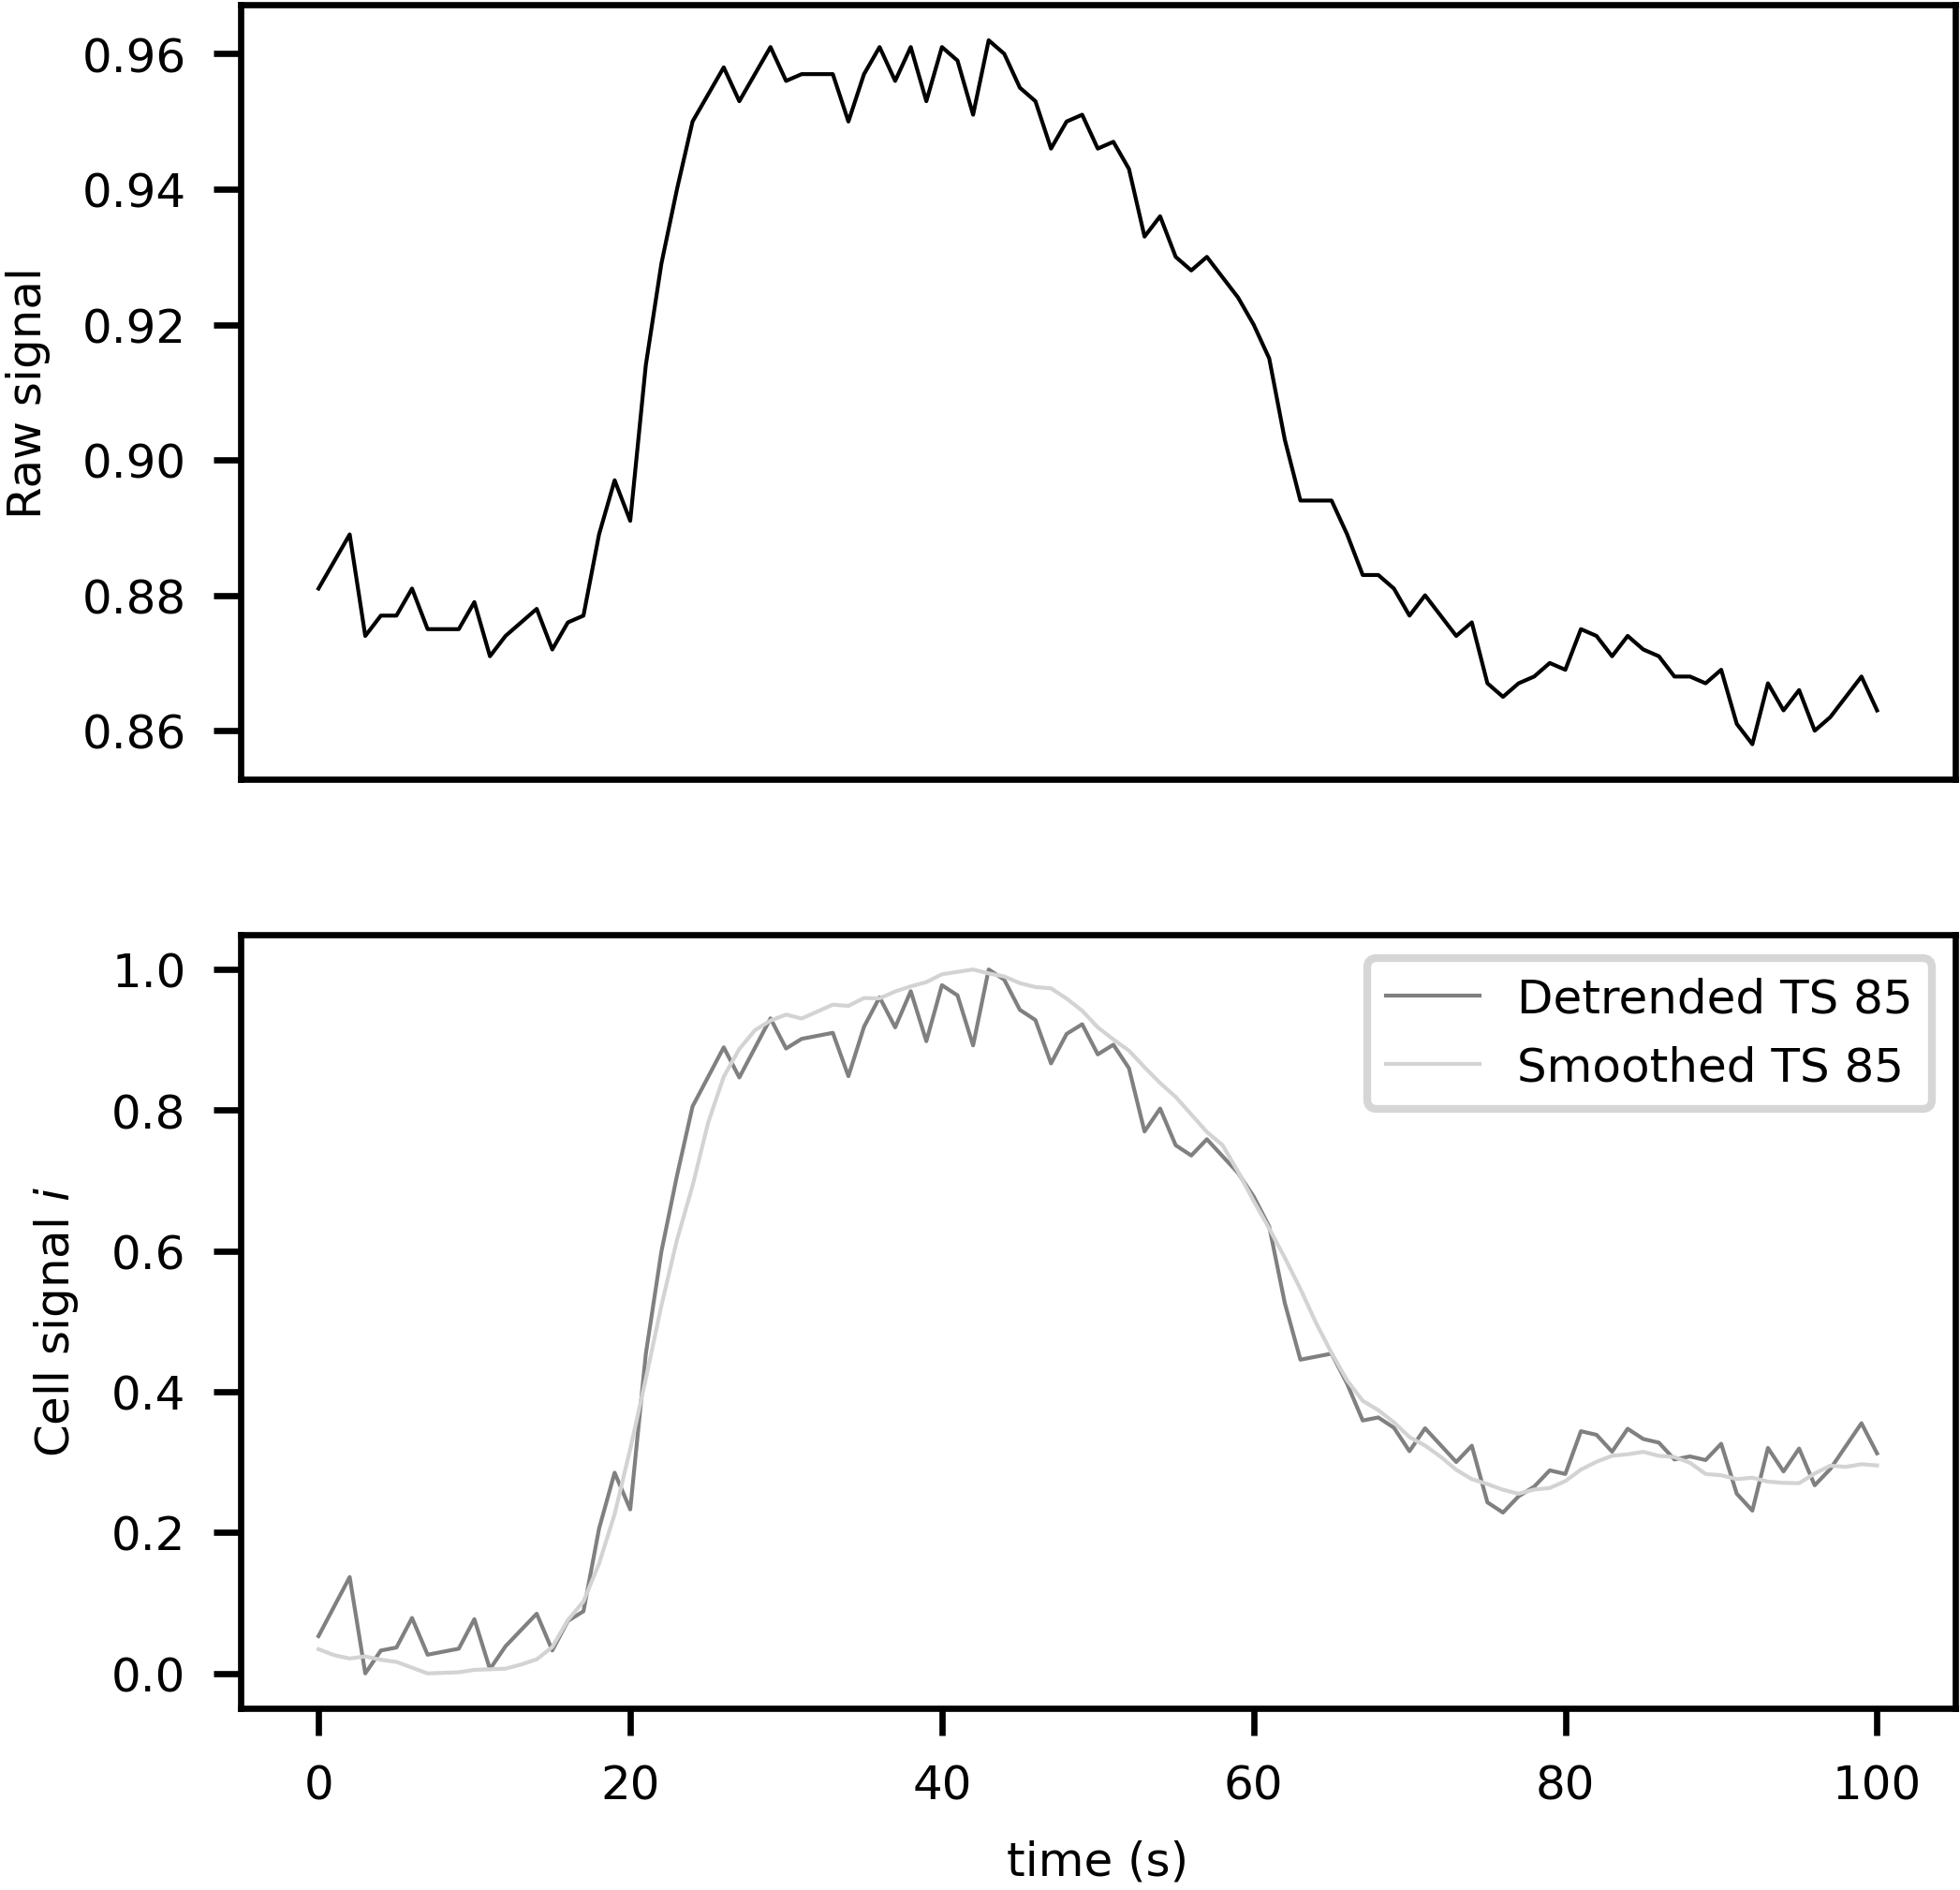 Raw signal
0.96
0.94
0.92
0.90
0.88
0.86
Cell signal i
1.0
0.8
0.6
0.4
0.2
0.0
Detrended TS 85
Smoothed TS 85
0 20 40 60 80 100
time (s)